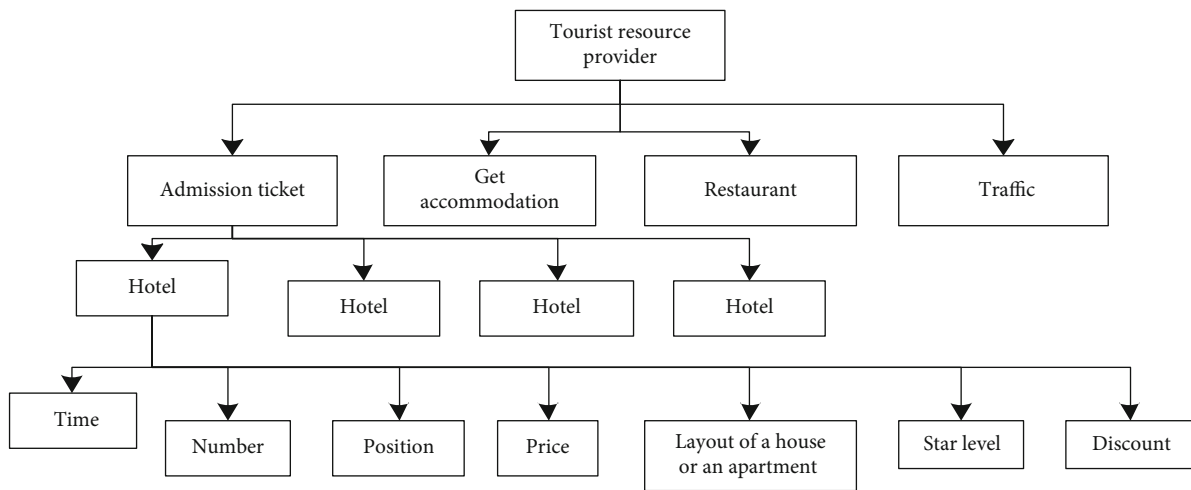 Tourist resource
provider
Admission ticket
Get
accommodation
Restaurant
Traffic
Hotel
Hotel
Hotel
Hotel
Time
Number
Position
Price
Layout of a house
or an apartment
Star level
Discount